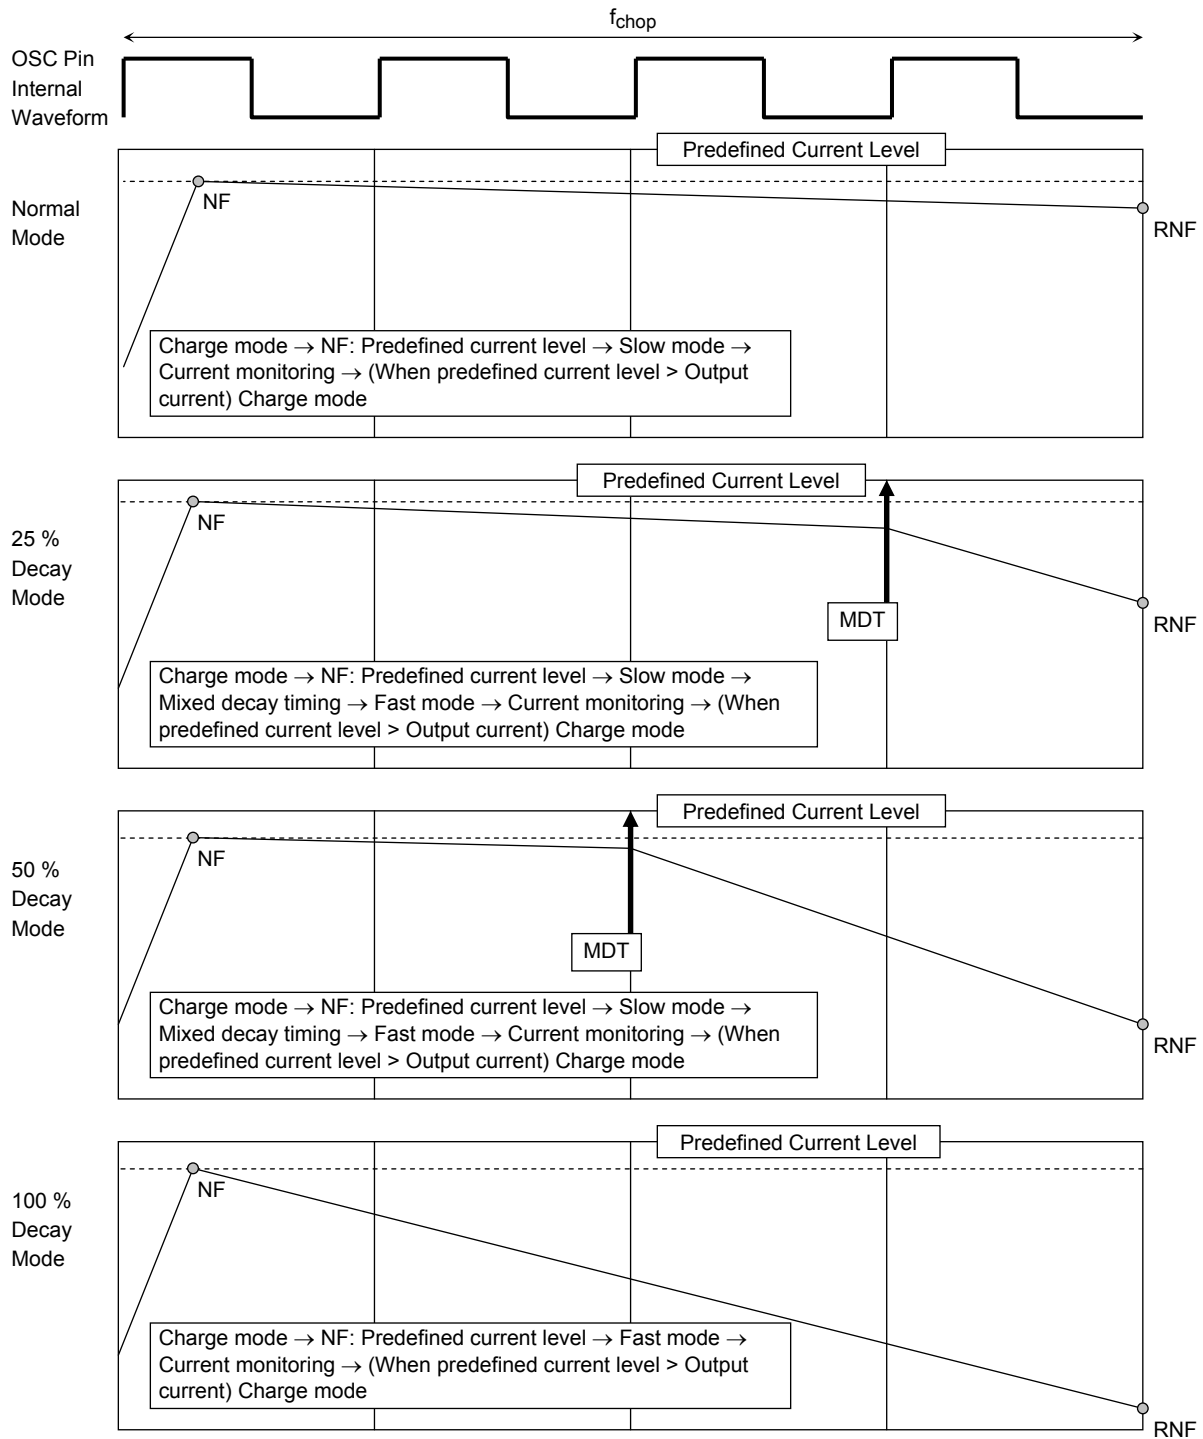 fchop
OSC Pin
Internal
Waveform
Predefined Current Level
NF
Normal
Mode
RNF
Charge mode → NF: Predefined current level → Slow mode →
Current monitoring → (When predefined current level > Output
current) Charge mode
Predefined Current Level
NF
25 %
Decay
Mode
MDT
RNF
Charge mode → NF: Predefined current level → Slow mode →
Mixed decay timing → Fast mode → Current monitoring → (When
predefined current level > Output current) Charge mode
Predefined Current Level
NF
50 %
Decay
Mode
MDT
Charge mode → NF: Predefined current level → Slow mode →
Mixed decay timing → Fast mode → Current monitoring → (When
predefined current level > Output current) Charge mode
RNF
Predefined Current Level
NF
100 %
Decay
Mode
Charge mode → NF: Predefined current level → Fast mode →
Current monitoring → (When predefined current level > Output
current) Charge mode
RNF